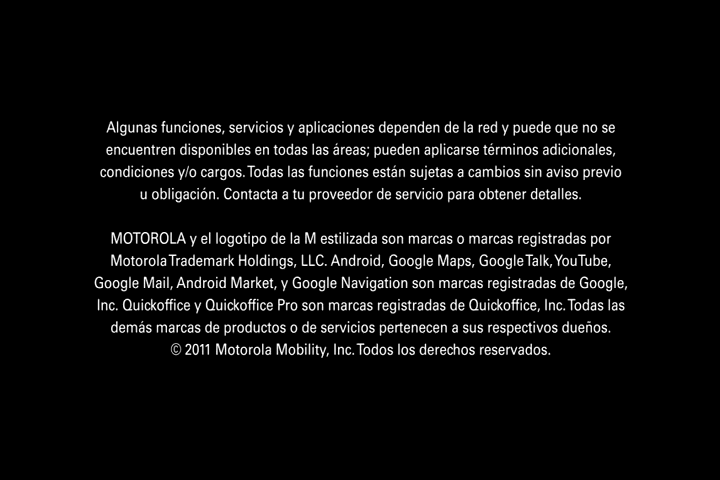 Algunas funciones, servicios y aplicaciones dependen de la red y puede que no se
encuentren disponibles en todas las áreas; pueden aplicarse términos adicionales,
condiciones y/o cargos. Todas las funciones están sujetas a cambios sin aviso previo
u obligación. Contacta a tu proveedor de servicio para obtener detalles.
MOTOROLA y el logotipo de la M estilizada son marcas o marcas registradas por
Motorola Trademark Holdings, LLC. Android, Google Maps, Google Talk, YouTube,
Google Mail, Android Market, y Google Navigation son marcas registradas de Google,
Inc. Quickoffice y Quickoffice Pro son marcas registradas de Quickoffice, Inc. Todas las
demás marcas de productos o de servicios pertenecen a sus respectivos dueños.
© 2011 Motorola Mobility, Inc. Todos los derechos reservados.